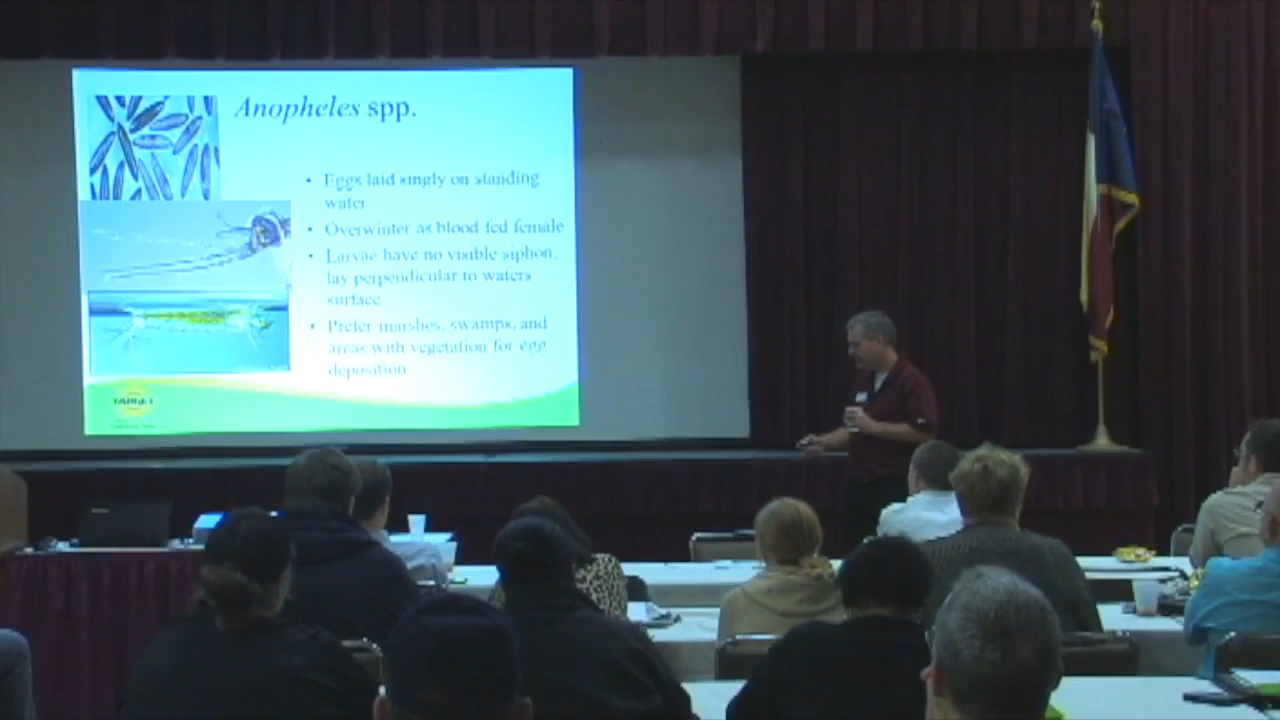 Anopheles spp.
• Eggs laid singly on standing
water
• Overwinter as blood fed female
• Larvae have no visible siphon,
lay perpendicular to waters
surface
• Prefer marshes, swamps, and
areas with vegetation for egg
deposition
TARGET